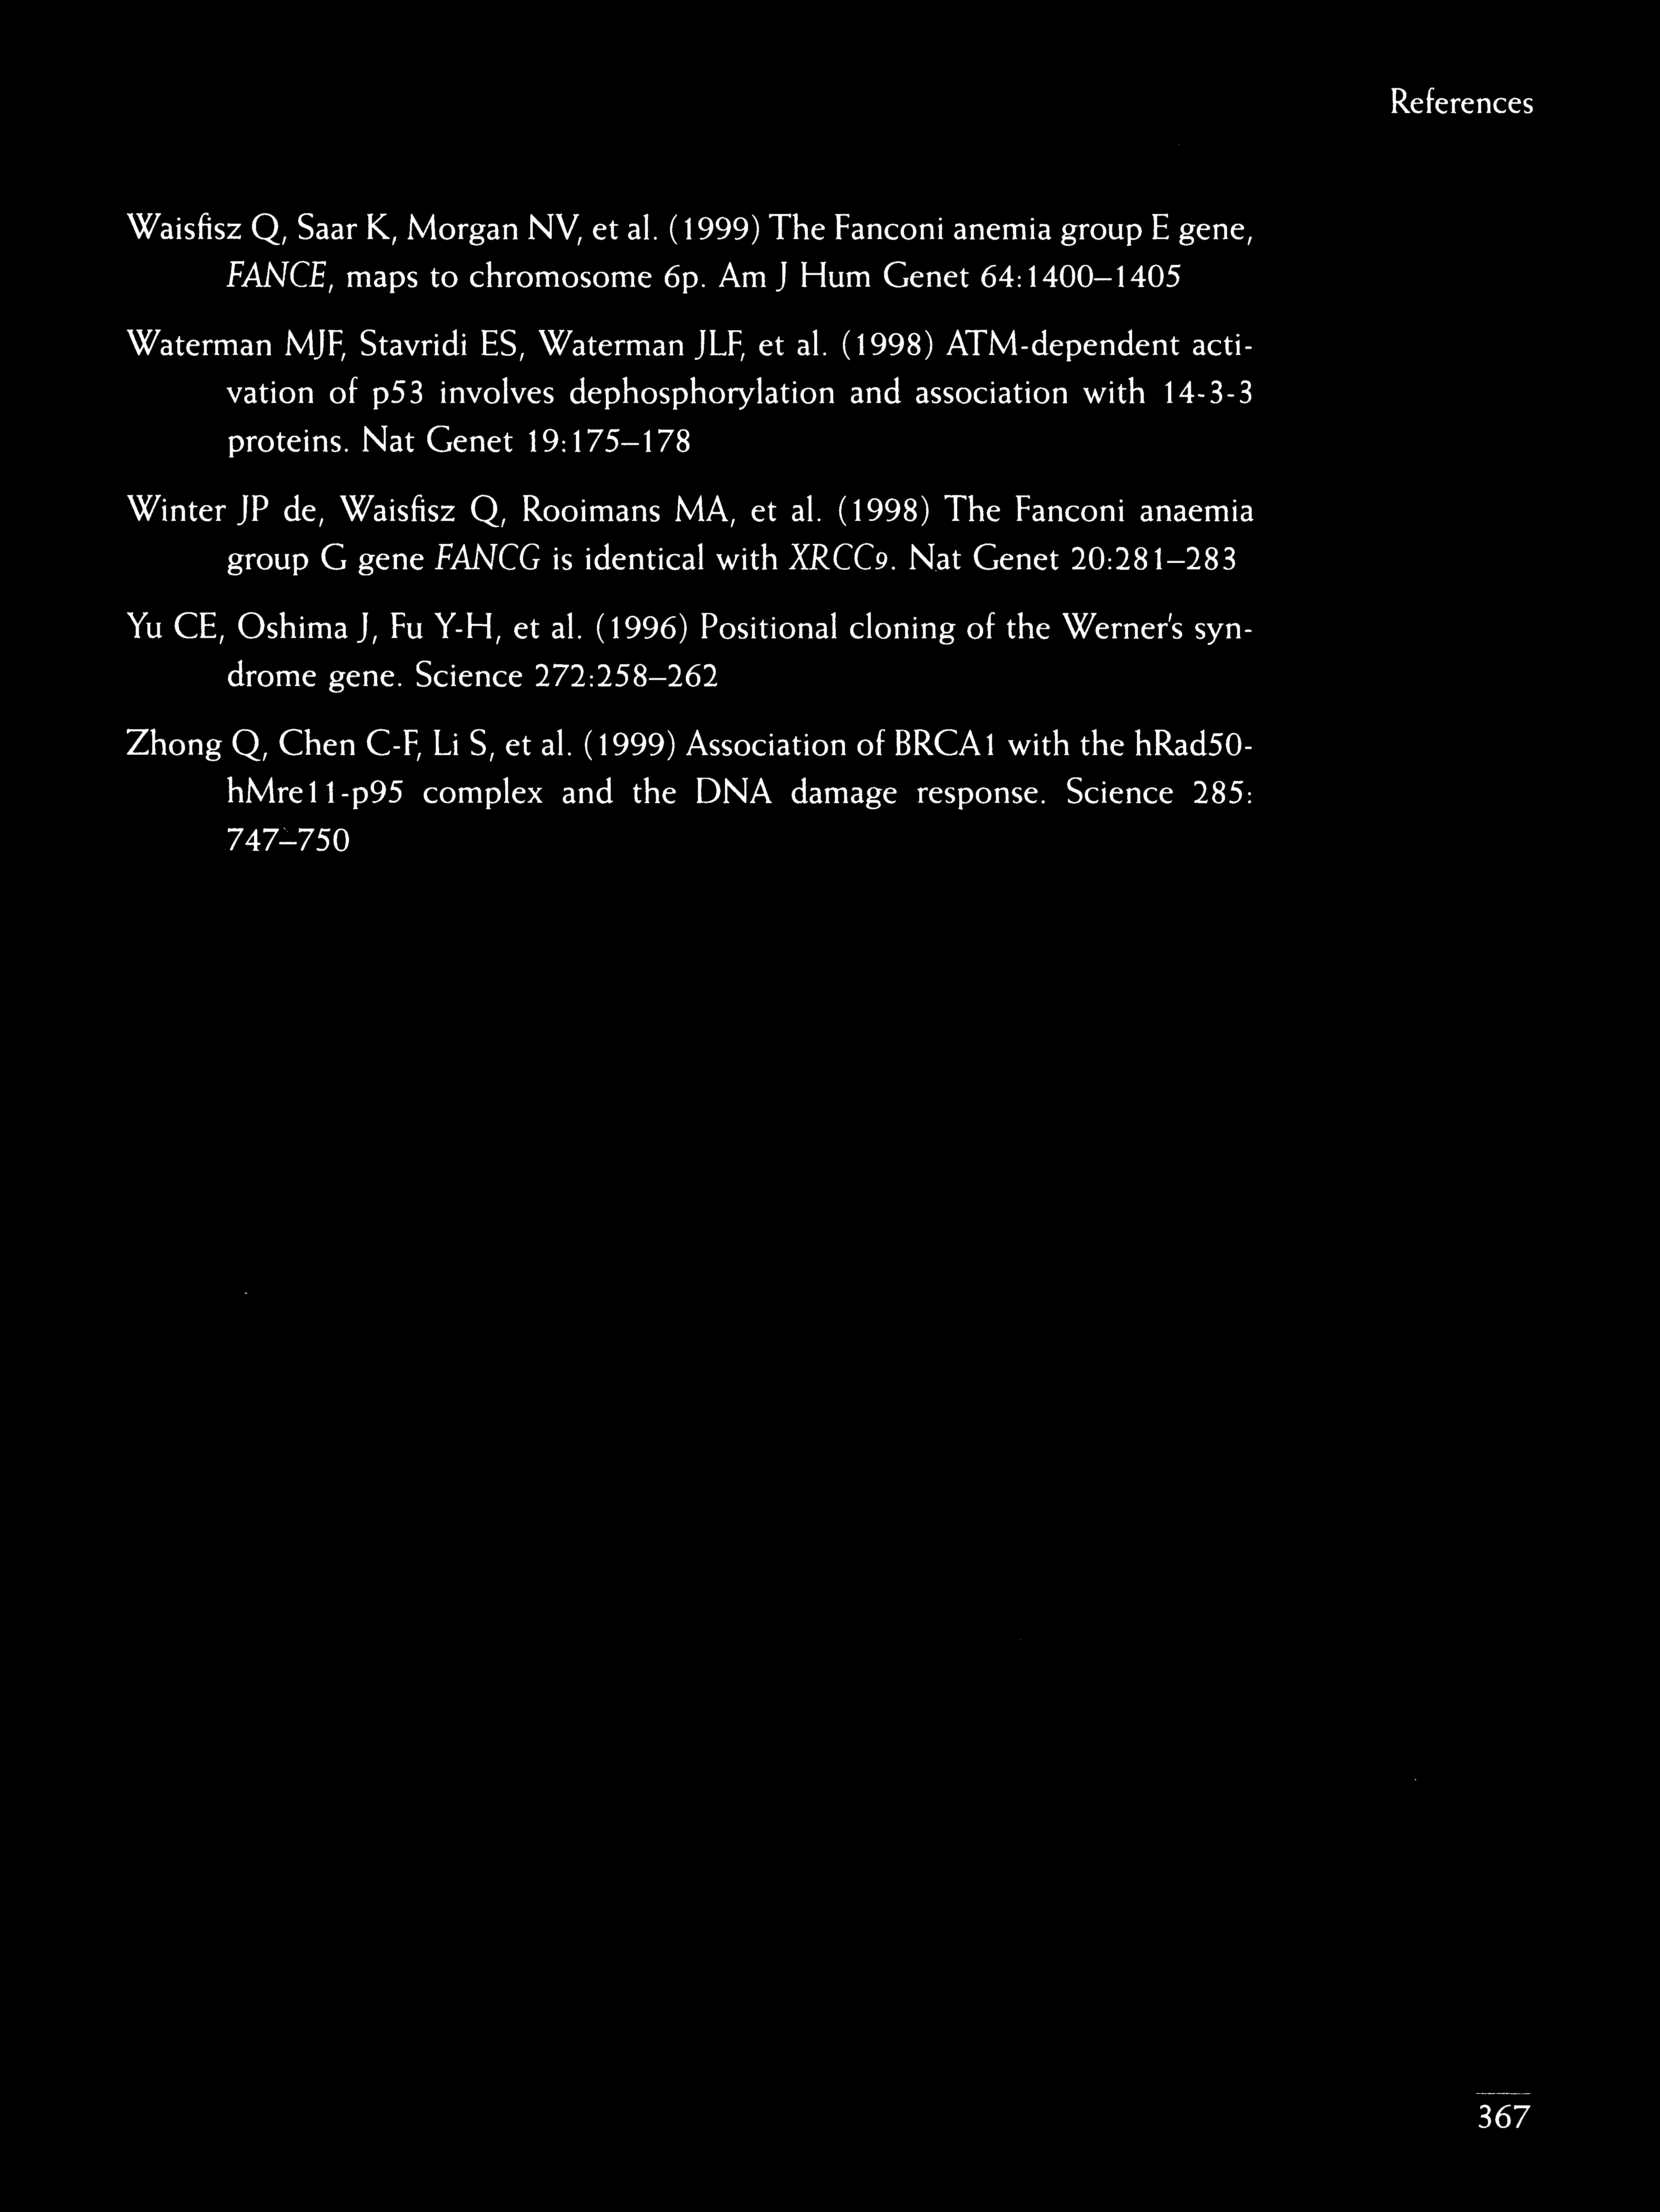 References
Waisfisz Q, Saar K, Morgan NV, et al. (1999) The Fanconi anemia group E gene,
FANCE, maps to chromosome 6p. Am J Hum Genet 64:1400–1405
Waterman MJF, Stavridi ES, Waterman JLF, et al. (1998) ATM-dependent acti-
vation of p53 involves dephosphorylation and association with 14-3-3
proteins. Nat Genet 19:175–178
Winter JP de, Waisfisz Q, Rooimans MA, et al. (1998) The Fanconi anaemia
group G gene FANCG is identical with XRCC9. Nat Genet 20:281–283
Yu CE, Oshima J, Fu Y-H, et al. (1996) Positional cloning of the Werner's syn-
drome gene. Science 272:258–262
Zhong Q, Chen C-F, Li S, et al. (1999) Association of BRCA1 with the hRad50-
hMre11-p95 complex and the DNA damage response. Science 285:
747–750
367